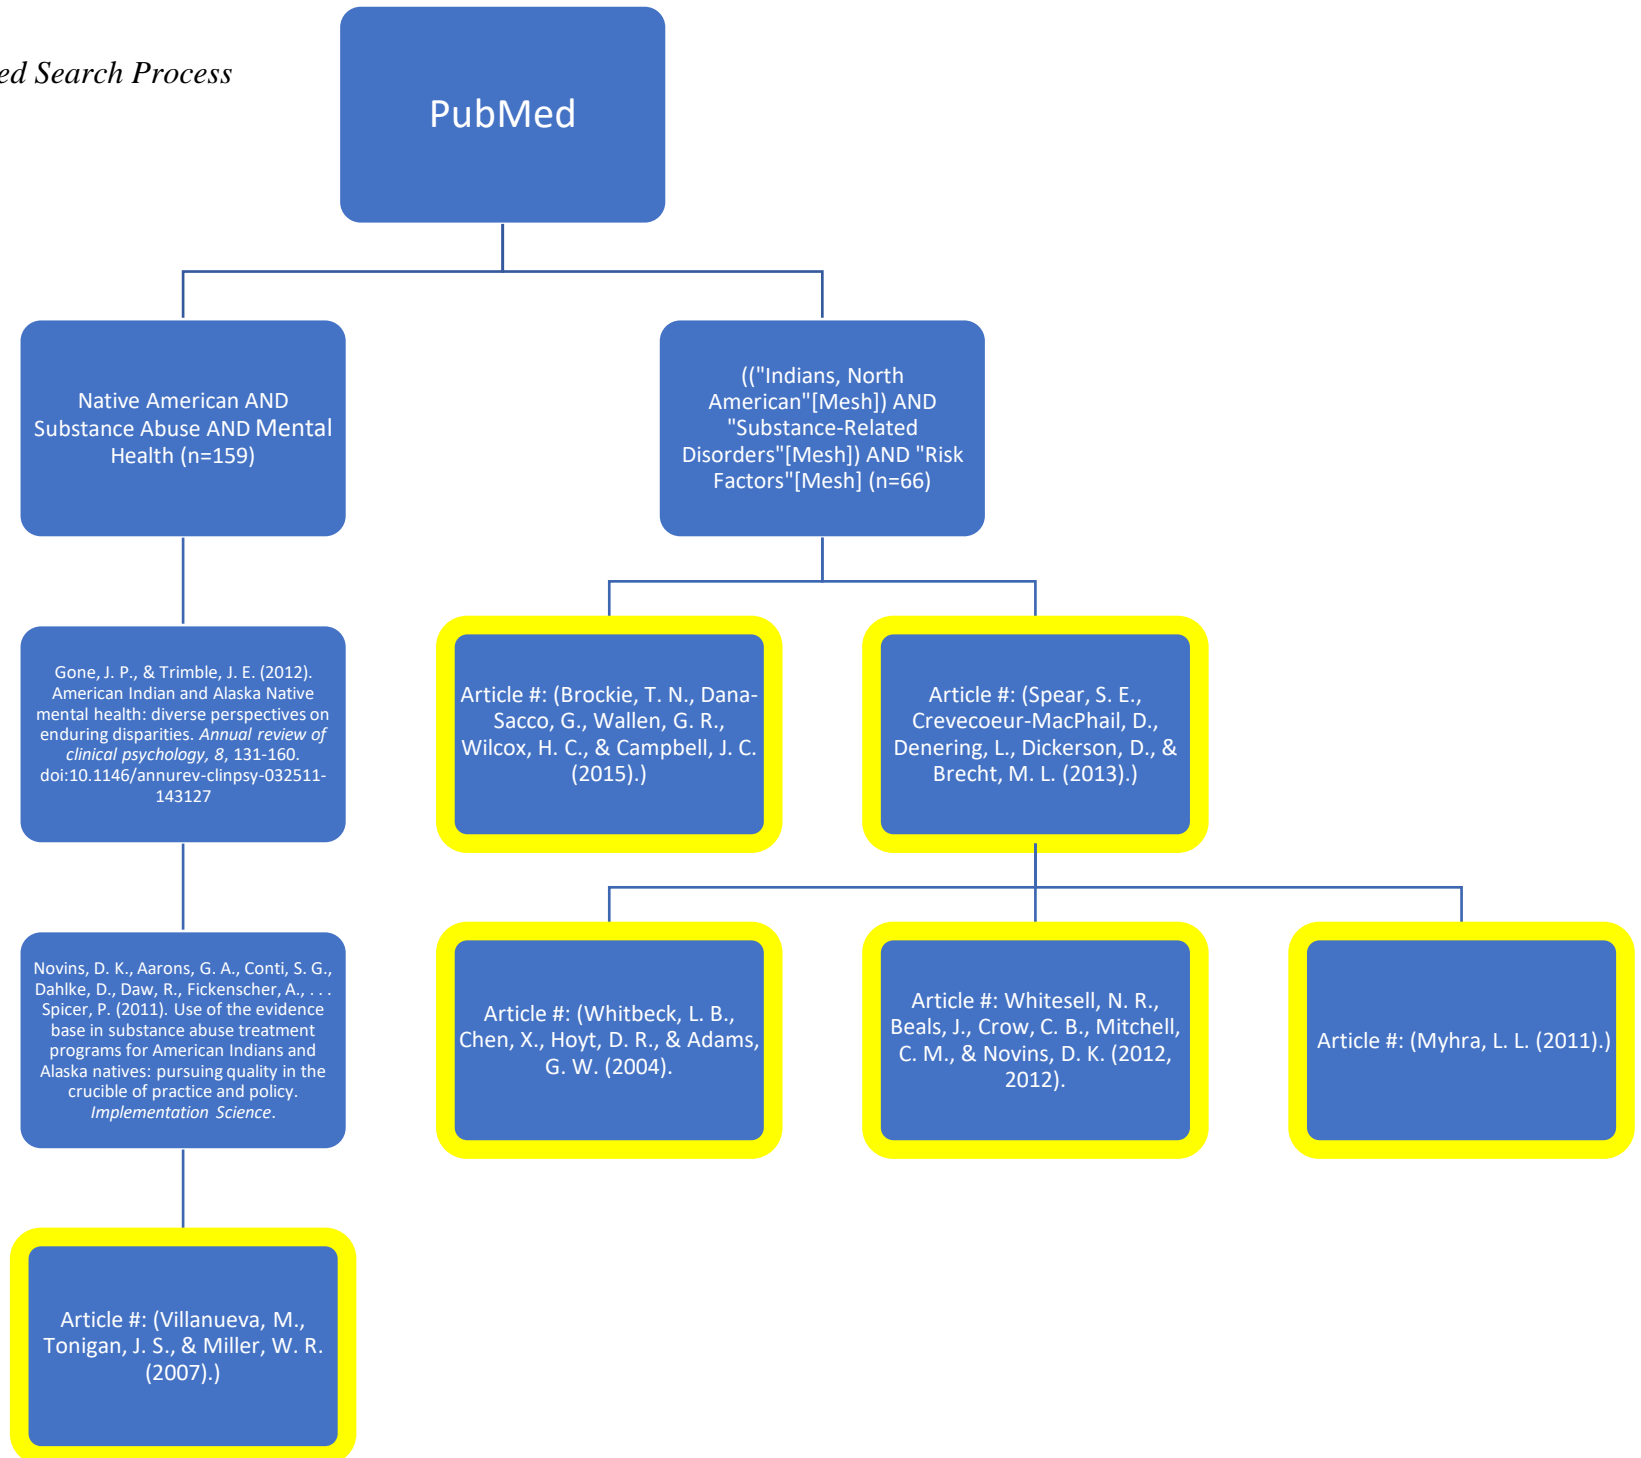 ed Search Process
PubMed
Native American AND
Substance Abuse AND Mental
Health (n=159)
(("Indians, North
American"[Mesh]) AND
"Substance-Related
Disorders"[Mesh]) AND "Risk
Factors"[Mesh] (n=66)
Gone, J. P., & Trimble, J. E. (2012).
American Indian and Alaska Native
mental health: diverse perspectives on
enduring disparities. Annual review of
clinical psychology, 8, 131-160.
doi:10.1146/annurev-clinpsy-032511-
143127
Article #: (Brockie, T. N., Dana-
Sacco, G., Wallen, G. R.,
Wilcox, H. C., & Campbell, J. C.
(2015).)
Article #: (Spear, S. E.,
Crevecoeur-MacPhail, D.,
Denering, L., Dickerson, D., &
Brecht, M. L. (2013).)
Novins, D. K., Aarons, G. A., Conti, S. G.,
Dahlke, D., Daw, R., Fickenscher, A., . . .
Spicer, P. (2011). Use of the evidence
base in substance abuse treatment
programs for American Indians and
Alaska natives: pursuing quality in the
crucible of practice and policy.
Implementation Science.
Article #: (Whitbeck, L. B.,
Chen, X., Hoyt, D. R., & Adams,
G. W. (2004).
Article #: Whitesell, N. R.,
Beals, J., Crow, C. B., Mitchell,
C. M., & Novins, D. K. (2012,
2012).
Article #: (Myhra, L. L. (2011).)
Article #: (Villanueva, M.,
Tonigan, J. S., & Miller, W. R.
(2007).)